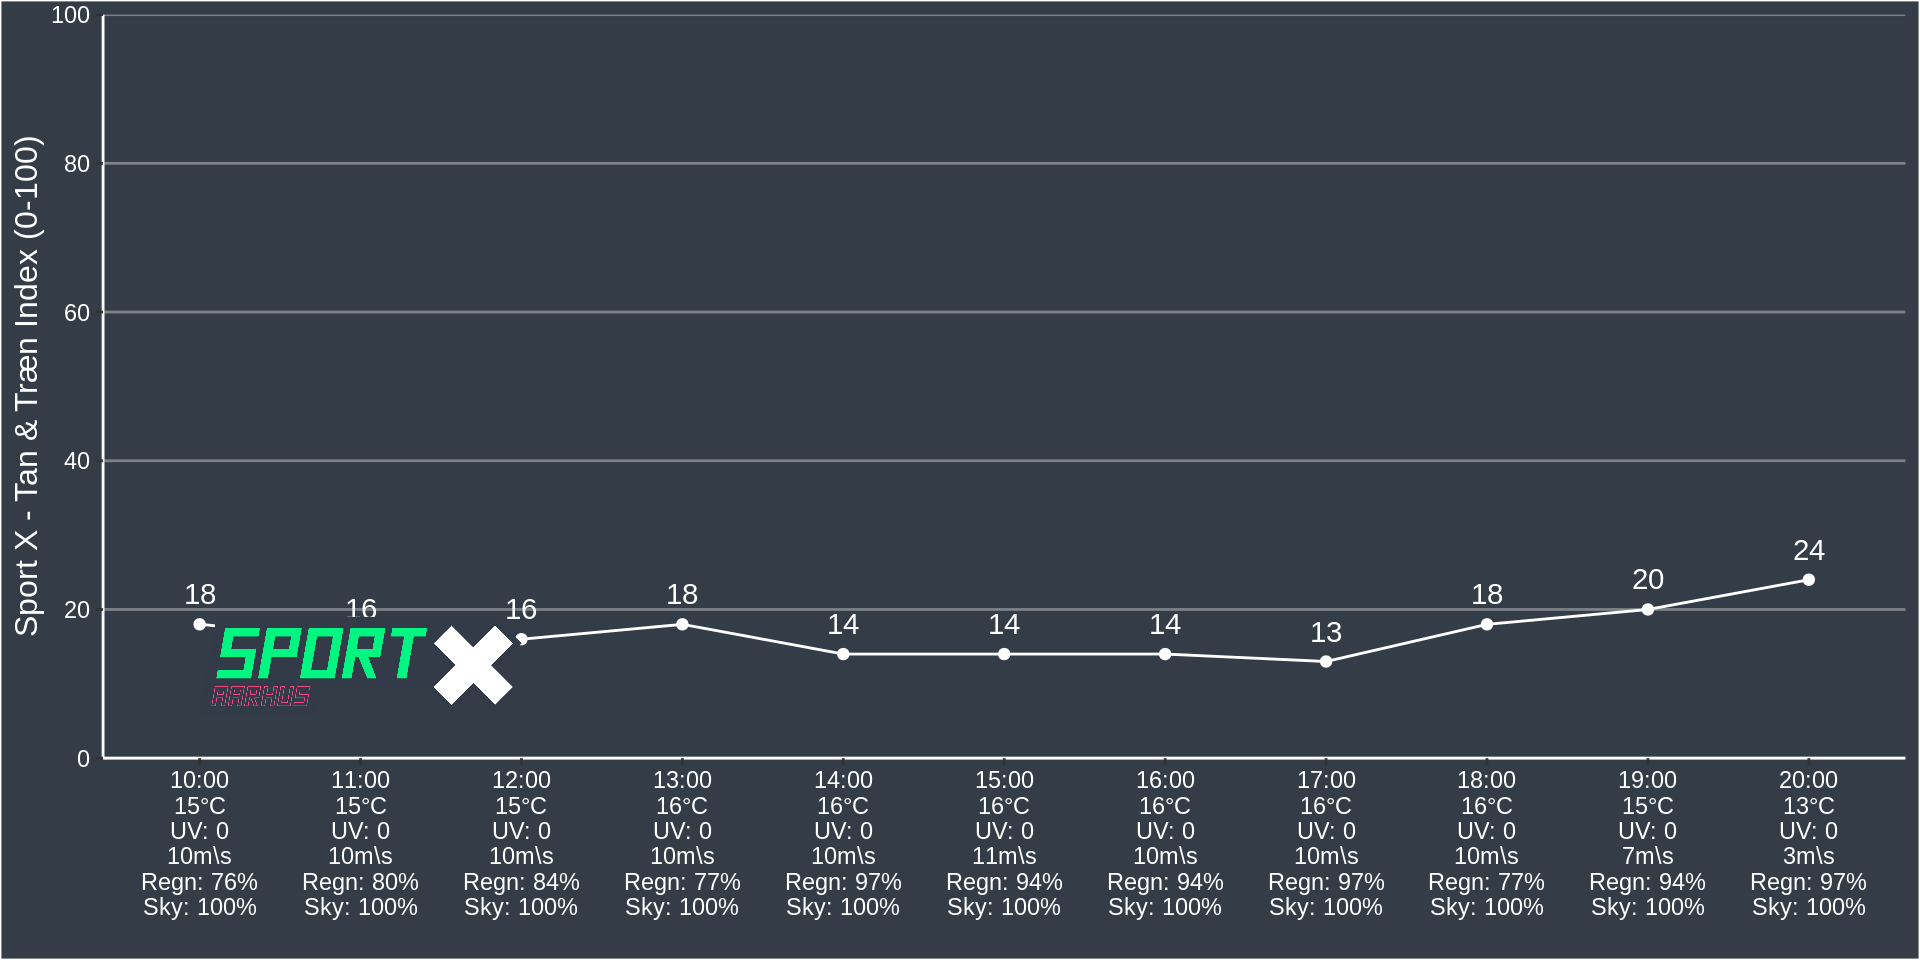 Sport X - Tan & Træn Index (0-100)
100
80
60
40
20
0
18
16
16
18
14
14
14
13
18
20
24
SPORT X
AARHUS
10:00 11:00 12:00 13:00 14:00 15:00 16:00 17:00 18:00 19:00 20:00
15°C 15°C 15°C 16°C 16°C 16°C 16°C 16°C 16°C 15°C 13°C
UV: 0 UV: 0 UV: 0 UV: 0 UV: 0 UV: 0 UV: 0 UV: 0 UV: 0 UV: 0 UV: 0
10m\s 10m\s 10m\s 10m\s 10m\s 11m\s 10m\s 10m\s 10m\s 7m\s 3m\s
Regn: 76% Regn: 80% Regn: 84% Regn: 77% Regn: 97% Regn: 94% Regn: 94% Regn: 97% Regn: 77% Regn: 94% Regn: 97%
Sky: 100% Sky: 100% Sky: 100% Sky: 100% Sky: 100% Sky: 100% Sky: 100% Sky: 100% Sky: 100% Sky: 100% Sky: 100%